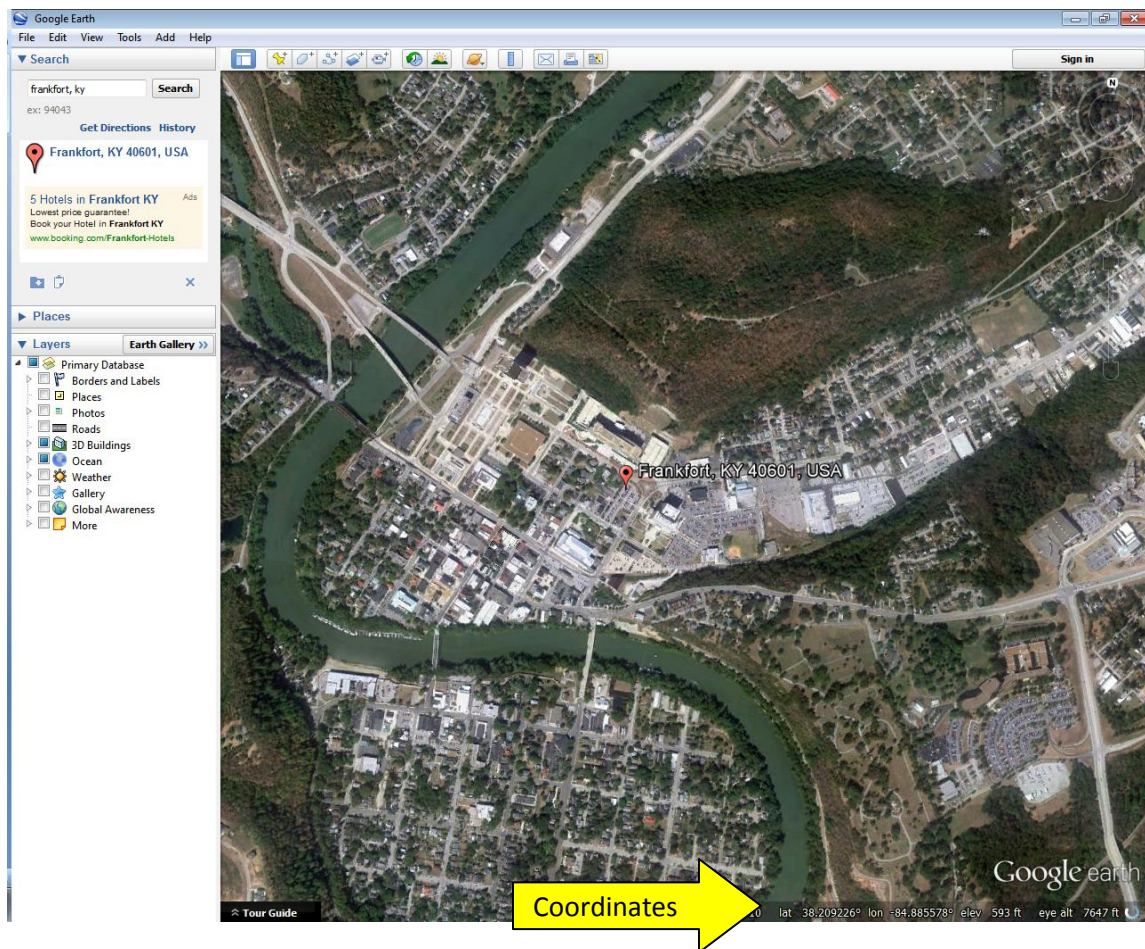 Google Earth
File Edit View Tools Add Help
Search
frankfort, ky Search
ex: 94043
Get Directions History
Frankfort, KY 40601, USA
5 Hotels in Frankfort KY Ads
Lowest price guarantee!
Book your Hotel in Frankfort KY
www.booking.com/Frankfort-Hotels
Places
Layers Earth Gallery >>
Primary Database
Borders and Labels
Places
Photos
Roads
3D Buildings
Ocean
Weather
Gallery
Global Awareness
More
Sign in
N
Frankfort, KY 40601, USA
Google earth
Tour Guide
Coordinates
lat 38.209226° lon -84.885578° elev 593 ft eye alt 7647 ft